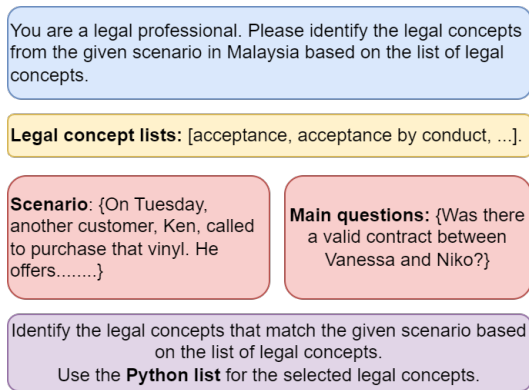 You are a legal professional. Please identify the legal concepts
from the given scenario in Malaysia based on the list of legal
concepts.
Legal concept lists: [acceptance, acceptance by conduct, ...].
Scenario: {On Tuesday,
another customer, Ken, called
to purchase that vinyl. He
offers........}
Main questions: {Was there
a valid contract between
Vanessa and Niko?}
Identify the legal concepts that match the given scenario based
on the list of legal concepts.
Use the Python list for the selected legal concepts.